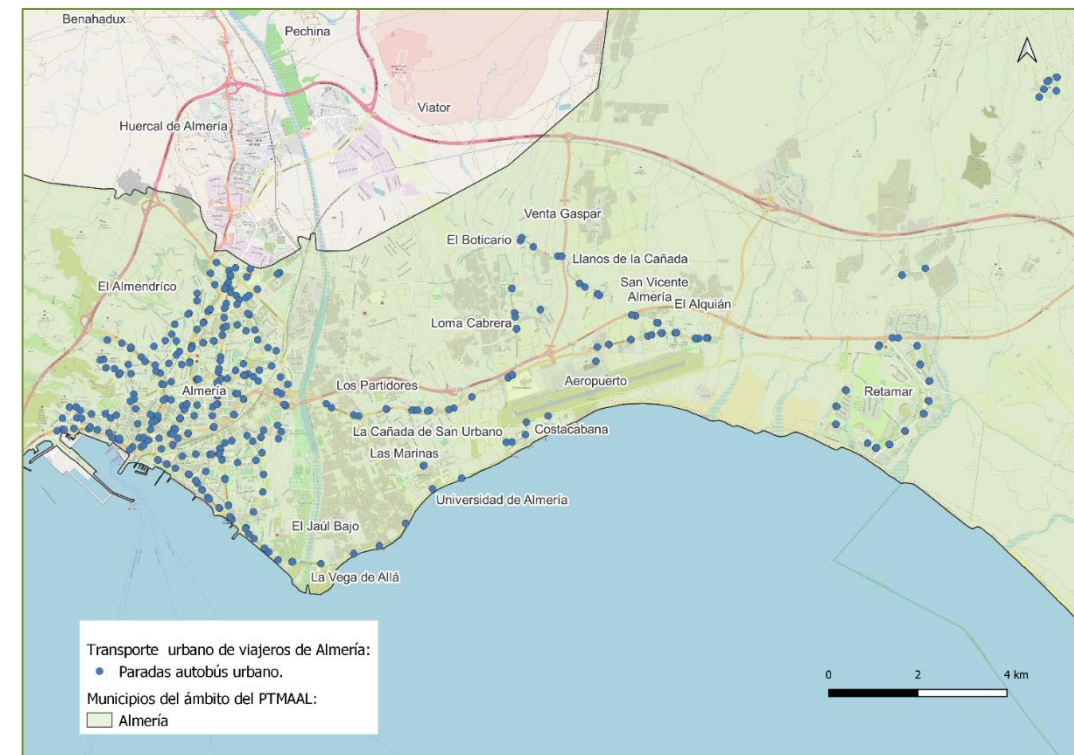 Benahadux
Pechina
Viator
Huercal de Almería
Venta Gaspar
El Boticario
Llanos de la Cañada
El Almendrico
San Vicente
Almería
El Alquián
Loma Cabrera
Los Partidores
Aeropuerto
Almería
Retamar
La Cañada de San Urbano
Costacabana
Las Marinas
Universidad de Almería
El Jaúl Bajo
La Vega de Allá
Transporte urbano de viajeros de Almería:
Paradas autobús urbano.
Municipios del ámbito del PTMAAL:
Almería
0 2 4 km